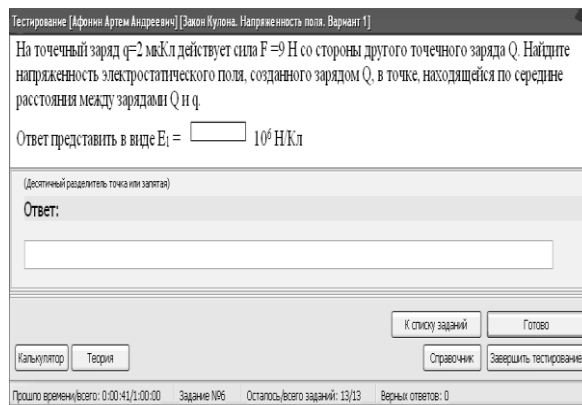 Тестирование [Афонин Артем Андреевич] [Закон Кулона. Напряженность поля. Вариант 1]
На точечный заряд q=2 мкКл действует сила F =9 Н со стороны другого точечного заряда Q. Найдите
напряженность электростатического поля, созданного зарядом Q, в точке, находящейся по середине
расстояния между зарядами Q и q.
Ответ представить в виде E₁ = 10⁶ Н/Кл
(Десятичный разделитель точка или запятая)
Ответ:
К списку заданий Готово
Калькулятор Теория Справочник Завершить тестирование
Прошло времени/всего: 0:00:41/1:00:00 Задание №6 Осталось/всего заданий: 13/13 Верных ответов: 0